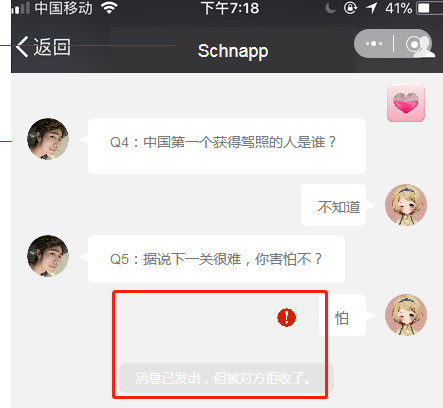 中国移动 下午7:18 41%
返回 Schnapp
Q4：中国第一个获得驾照的人是谁？
不知道
Q5：据说下一关很难，你害怕不？
怕
消息已发出，但被对方拒收了。